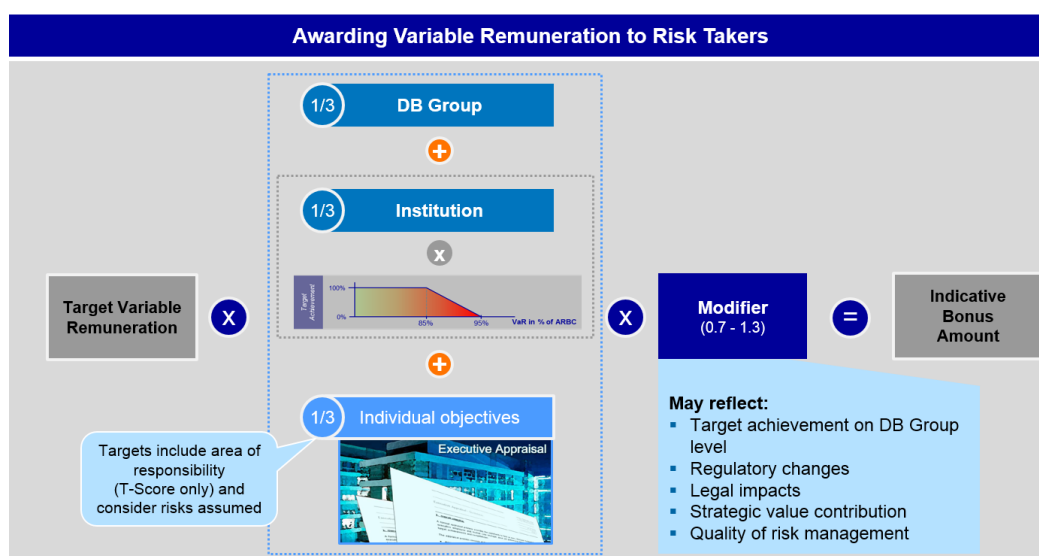 Awarding Variable Remuneration to Risk Takers
1/3
DB Group
+
1/3
Institution
x
Target
Achievement
100%
0%
85%
95%
VaR in % of ARBC
Target Variable
Remuneration
X
X
Modifier
(0.7 - 1.3)
=
Indicative
Bonus
Amount
+
1/3
Individual objectives
Executive Appraisal
Targets include area of
responsibility
(T-Score only) and
consider risks assumed
May reflect:
▪ Target achievement on DB Group
level
▪ Regulatory changes
▪ Legal impacts
▪ Strategic value contribution
▪ Quality of risk management